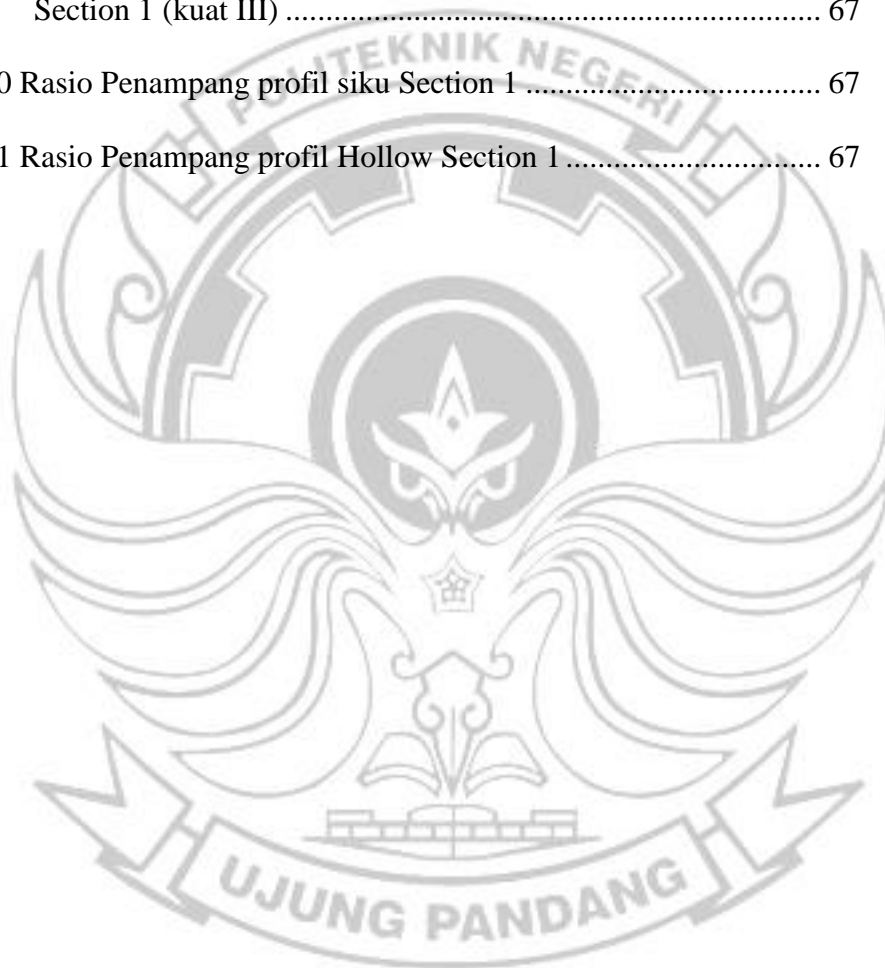 Section 1 (kuat III) .................................................................. 67
0 Rasio Penampang profil siku Section 1 .................................... 67
1 Rasio Penampang profil Hollow Section 1 ............................... 67
POLITEKNIK NEGERI
UJUNG PANDANG